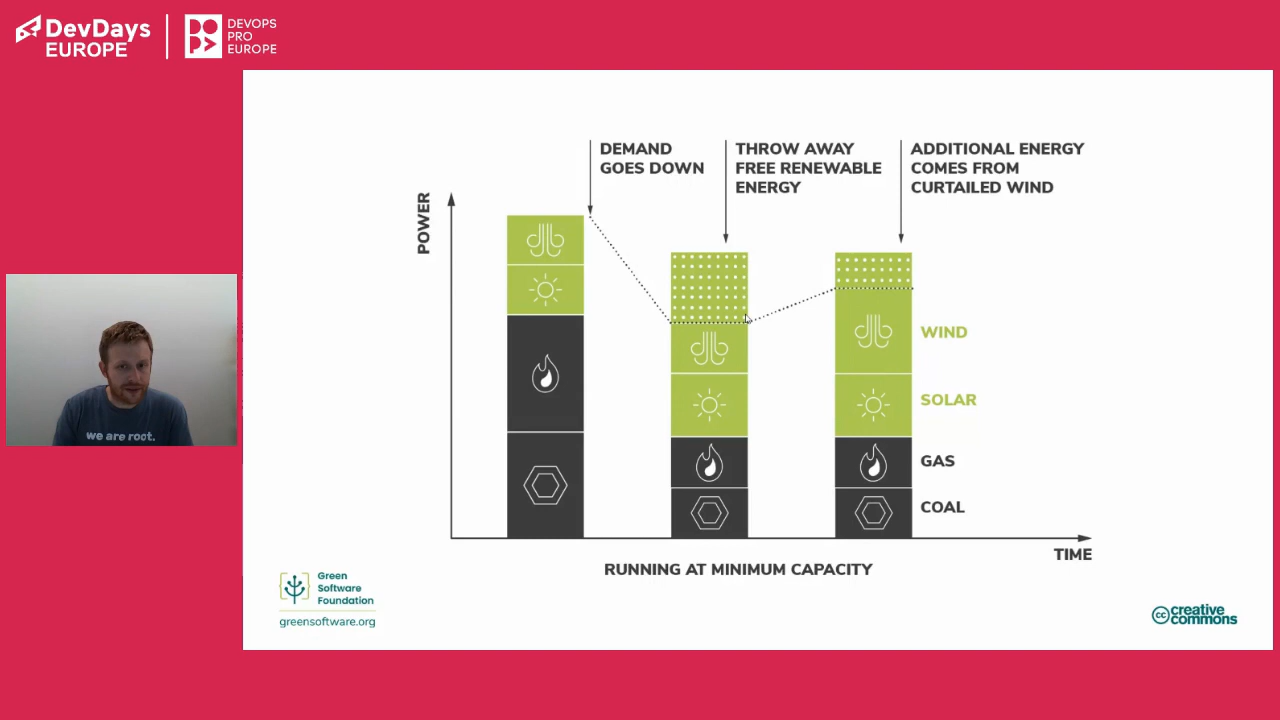 DevDays
EUROPE
DEVOPS
PRO
EUROPE
DEMAND
GOES DOWN
THROW AWAY
FREE RENEWABLE
ENERGY
ADDITIONAL ENERGY
COMES FROM
CURTAILED WIND
POWER
WIND
SOLAR
GAS
COAL
TIME
RUNNING AT MINIMUM CAPACITY
we are root.
Green
Software
Foundation
greensoftware.org
cc creative
commons